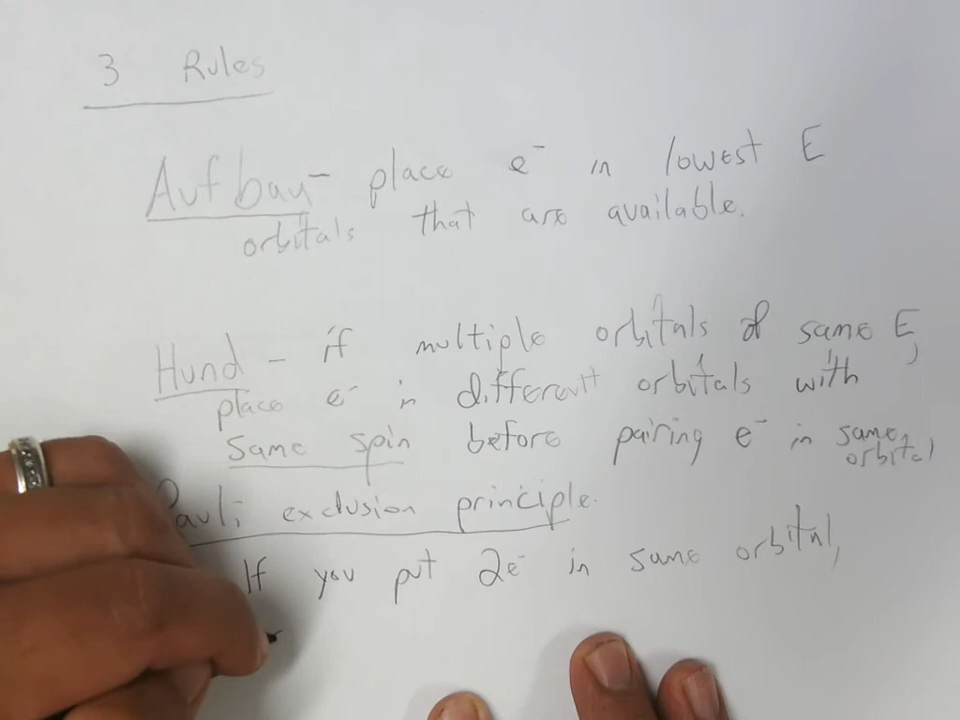 3 Rules
Aufbau - place e⁻ in lowest E
orbitals that are available.
Hund - if multiple orbitals of same E,
place e⁻ in different orbitals with
same spin before pairing e⁻ in same
orbital
Pauli exclusion principle.
If you put 2e⁻ in same orbital,